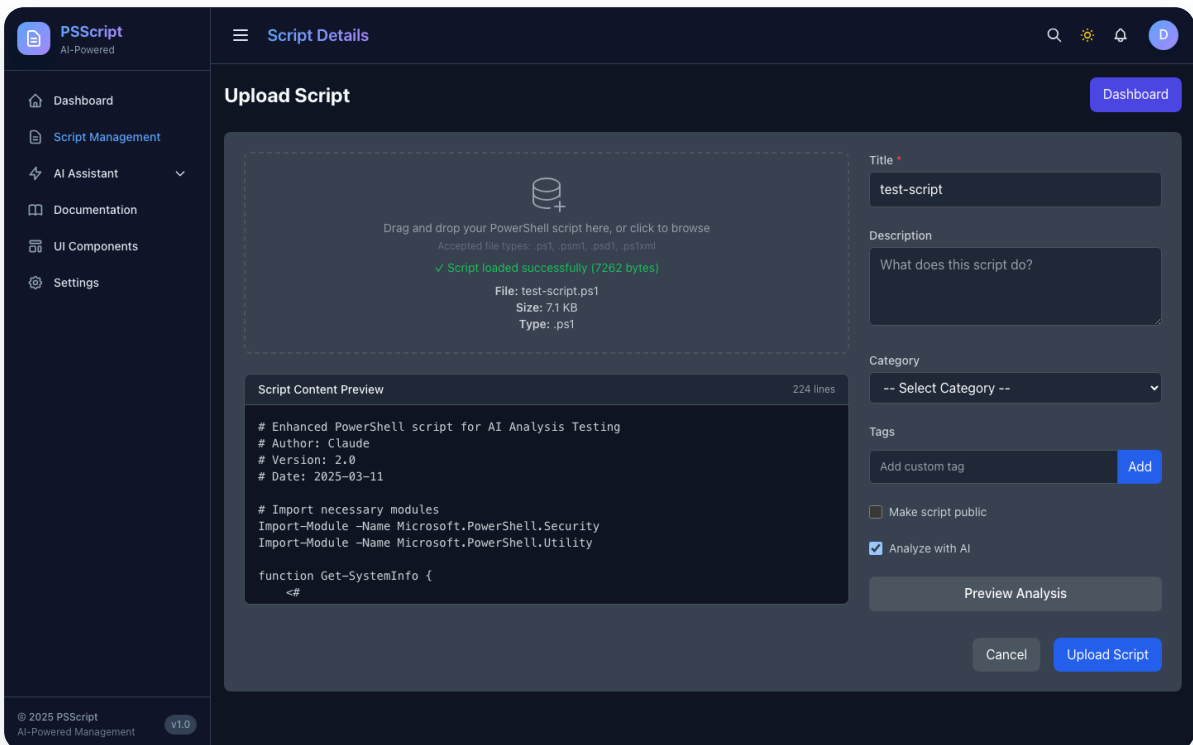 PSScript
AI-Powered
Dashboard
Script Management
AI Assistant
Documentation
UI Components
Settings
© 2025 PSScript
AI-Powered Management
v1.0
Script Details
D
Upload Script
Dashboard
Drag and drop your PowerShell script here, or click to browse
Accepted file types: .ps1, .psm1, .psd1, .ps1xml
✓ Script loaded successfully (7262 bytes)
File: test-script.ps1
Size: 7.1 KB
Type: .ps1
Script Content Preview
224 lines
# Enhanced PowerShell script for AI Analysis Testing
# Author: Claude
# Version: 2.0
# Date: 2025-03-11
# Import necessary modules
Import-Module -Name Microsoft.PowerShell.Security
Import-Module -Name Microsoft.PowerShell.Utility
function Get-SystemInfo {
<#
Title *
test-script
Description
What does this script do?
Category
-- Select Category --
Tags
Add custom tag
Add
Make script public
Analyze with AI
Preview Analysis
Cancel
Upload Script